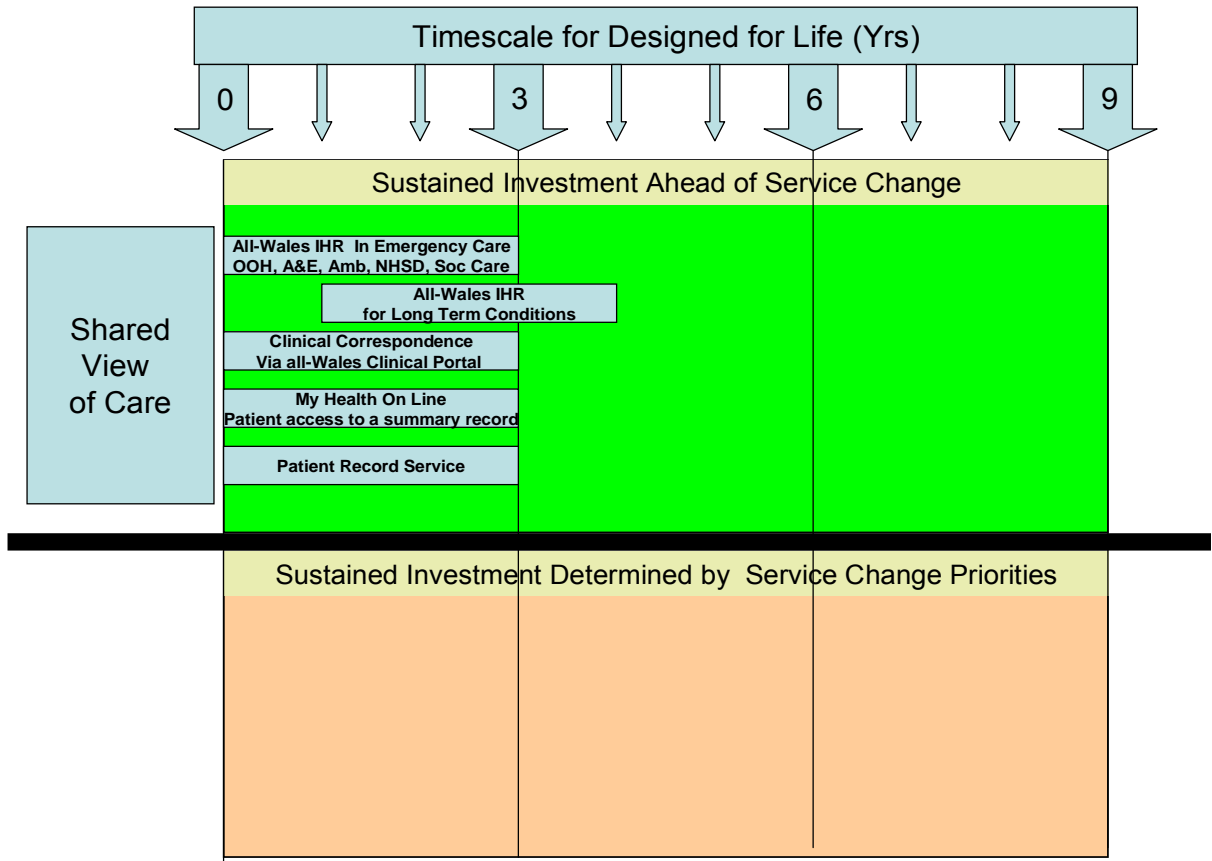 Timescale for Designed for Life (Yrs)
0 3 6 9
Sustained Investment Ahead of Service Change
Shared
View
of Care
All-Wales IHR In Emergency Care
OOH, A&E, Amb, NHSD, Soc Care
All-Wales IHR
for Long Term Conditions
Clinical Correspondence
Via all-Wales Clinical Portal
My Health On Line
Patient access to a summary record
Patient Record Service
Sustained Investment Determined by Service Change Priorities